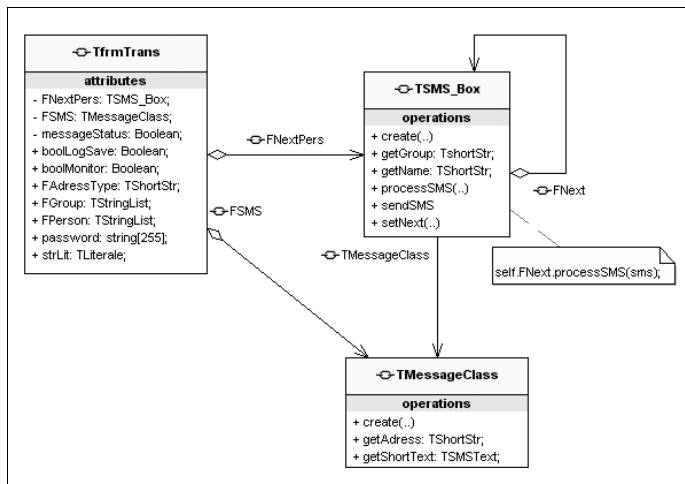 TfrmTrans
attributes
- FNextPers: TSMS_Box;
- FSMS: TMessageClass;
- messageStatus: Boolean;
+ boolLogSave: Boolean;
+ boolMonitor: Boolean;
+ FAdressType: TShortStr;
+ FGroup: TStringList;
+ FPerson: TStringList;
+ password: string[255];
+ strLit: TLiterale;
FNextPers
FSMS
TSMS_Box
operations
+ create(..)
+ getGroup: TshortStr;
+ getName: TShortStr;
+ processSMS(..)
+ sendSMS
+ setNext(..)
FNext
self.FNext.processSMS(sms);
TMessageClass
TMessageClass
operations
+ create(..)
+ getAdress: TShortStr;
+ getShortText: TSMSText;